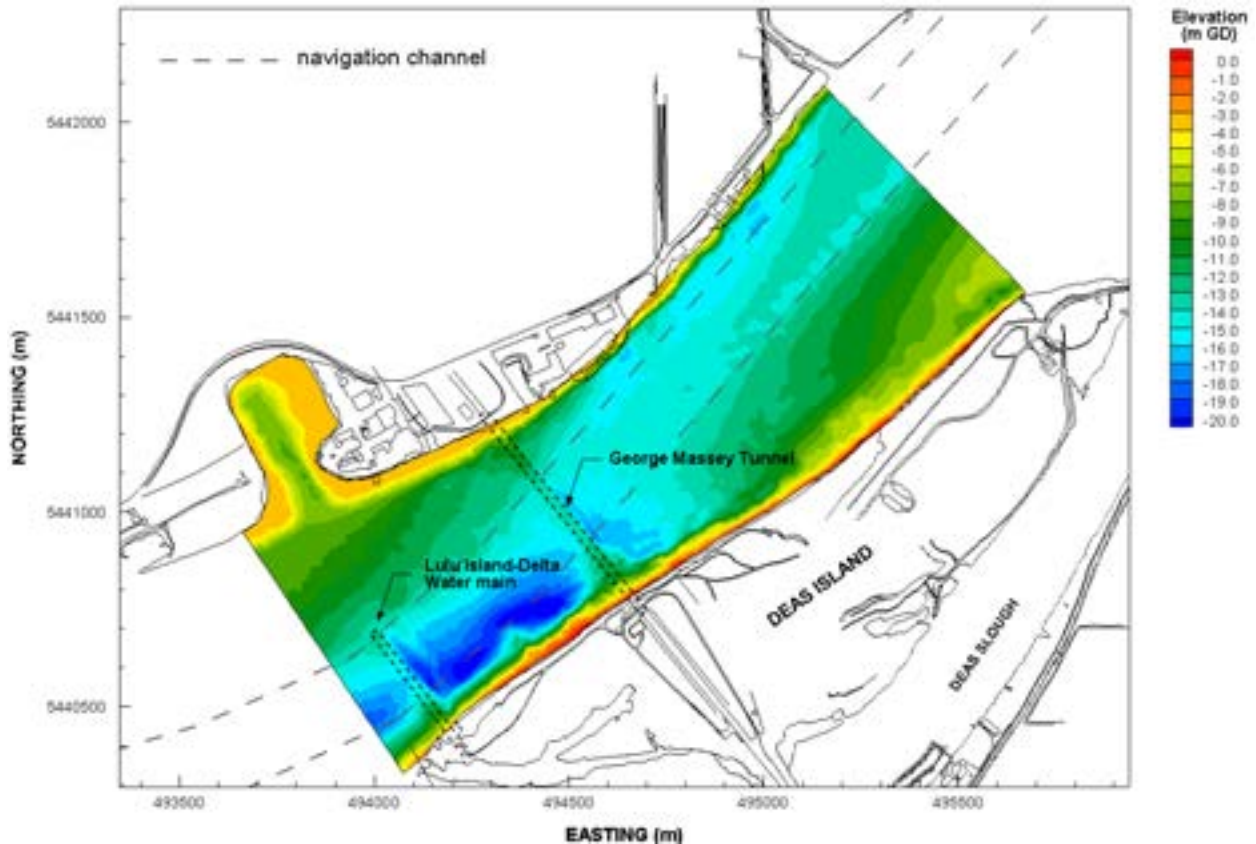 navigation channel
Elevation
(m GD)
0.0
-1.0
-2.0
-3.0
-4.0
-6.0
-7.0
-8.0
-9.0
-10.0
-11.0
-12.0
-13.0
-14.0
-15.0
-16.0
-17.0
-18.0
-19.0
-20.0
5442000
5441500
5441000
5440500
NORTHING (m)
George Massey Tunnel
Lulu Island-Delta
Water main
DEAS ISLAND
DEAS SLOUGH
493500
494000
494500
495000
495500
EASTING (m)